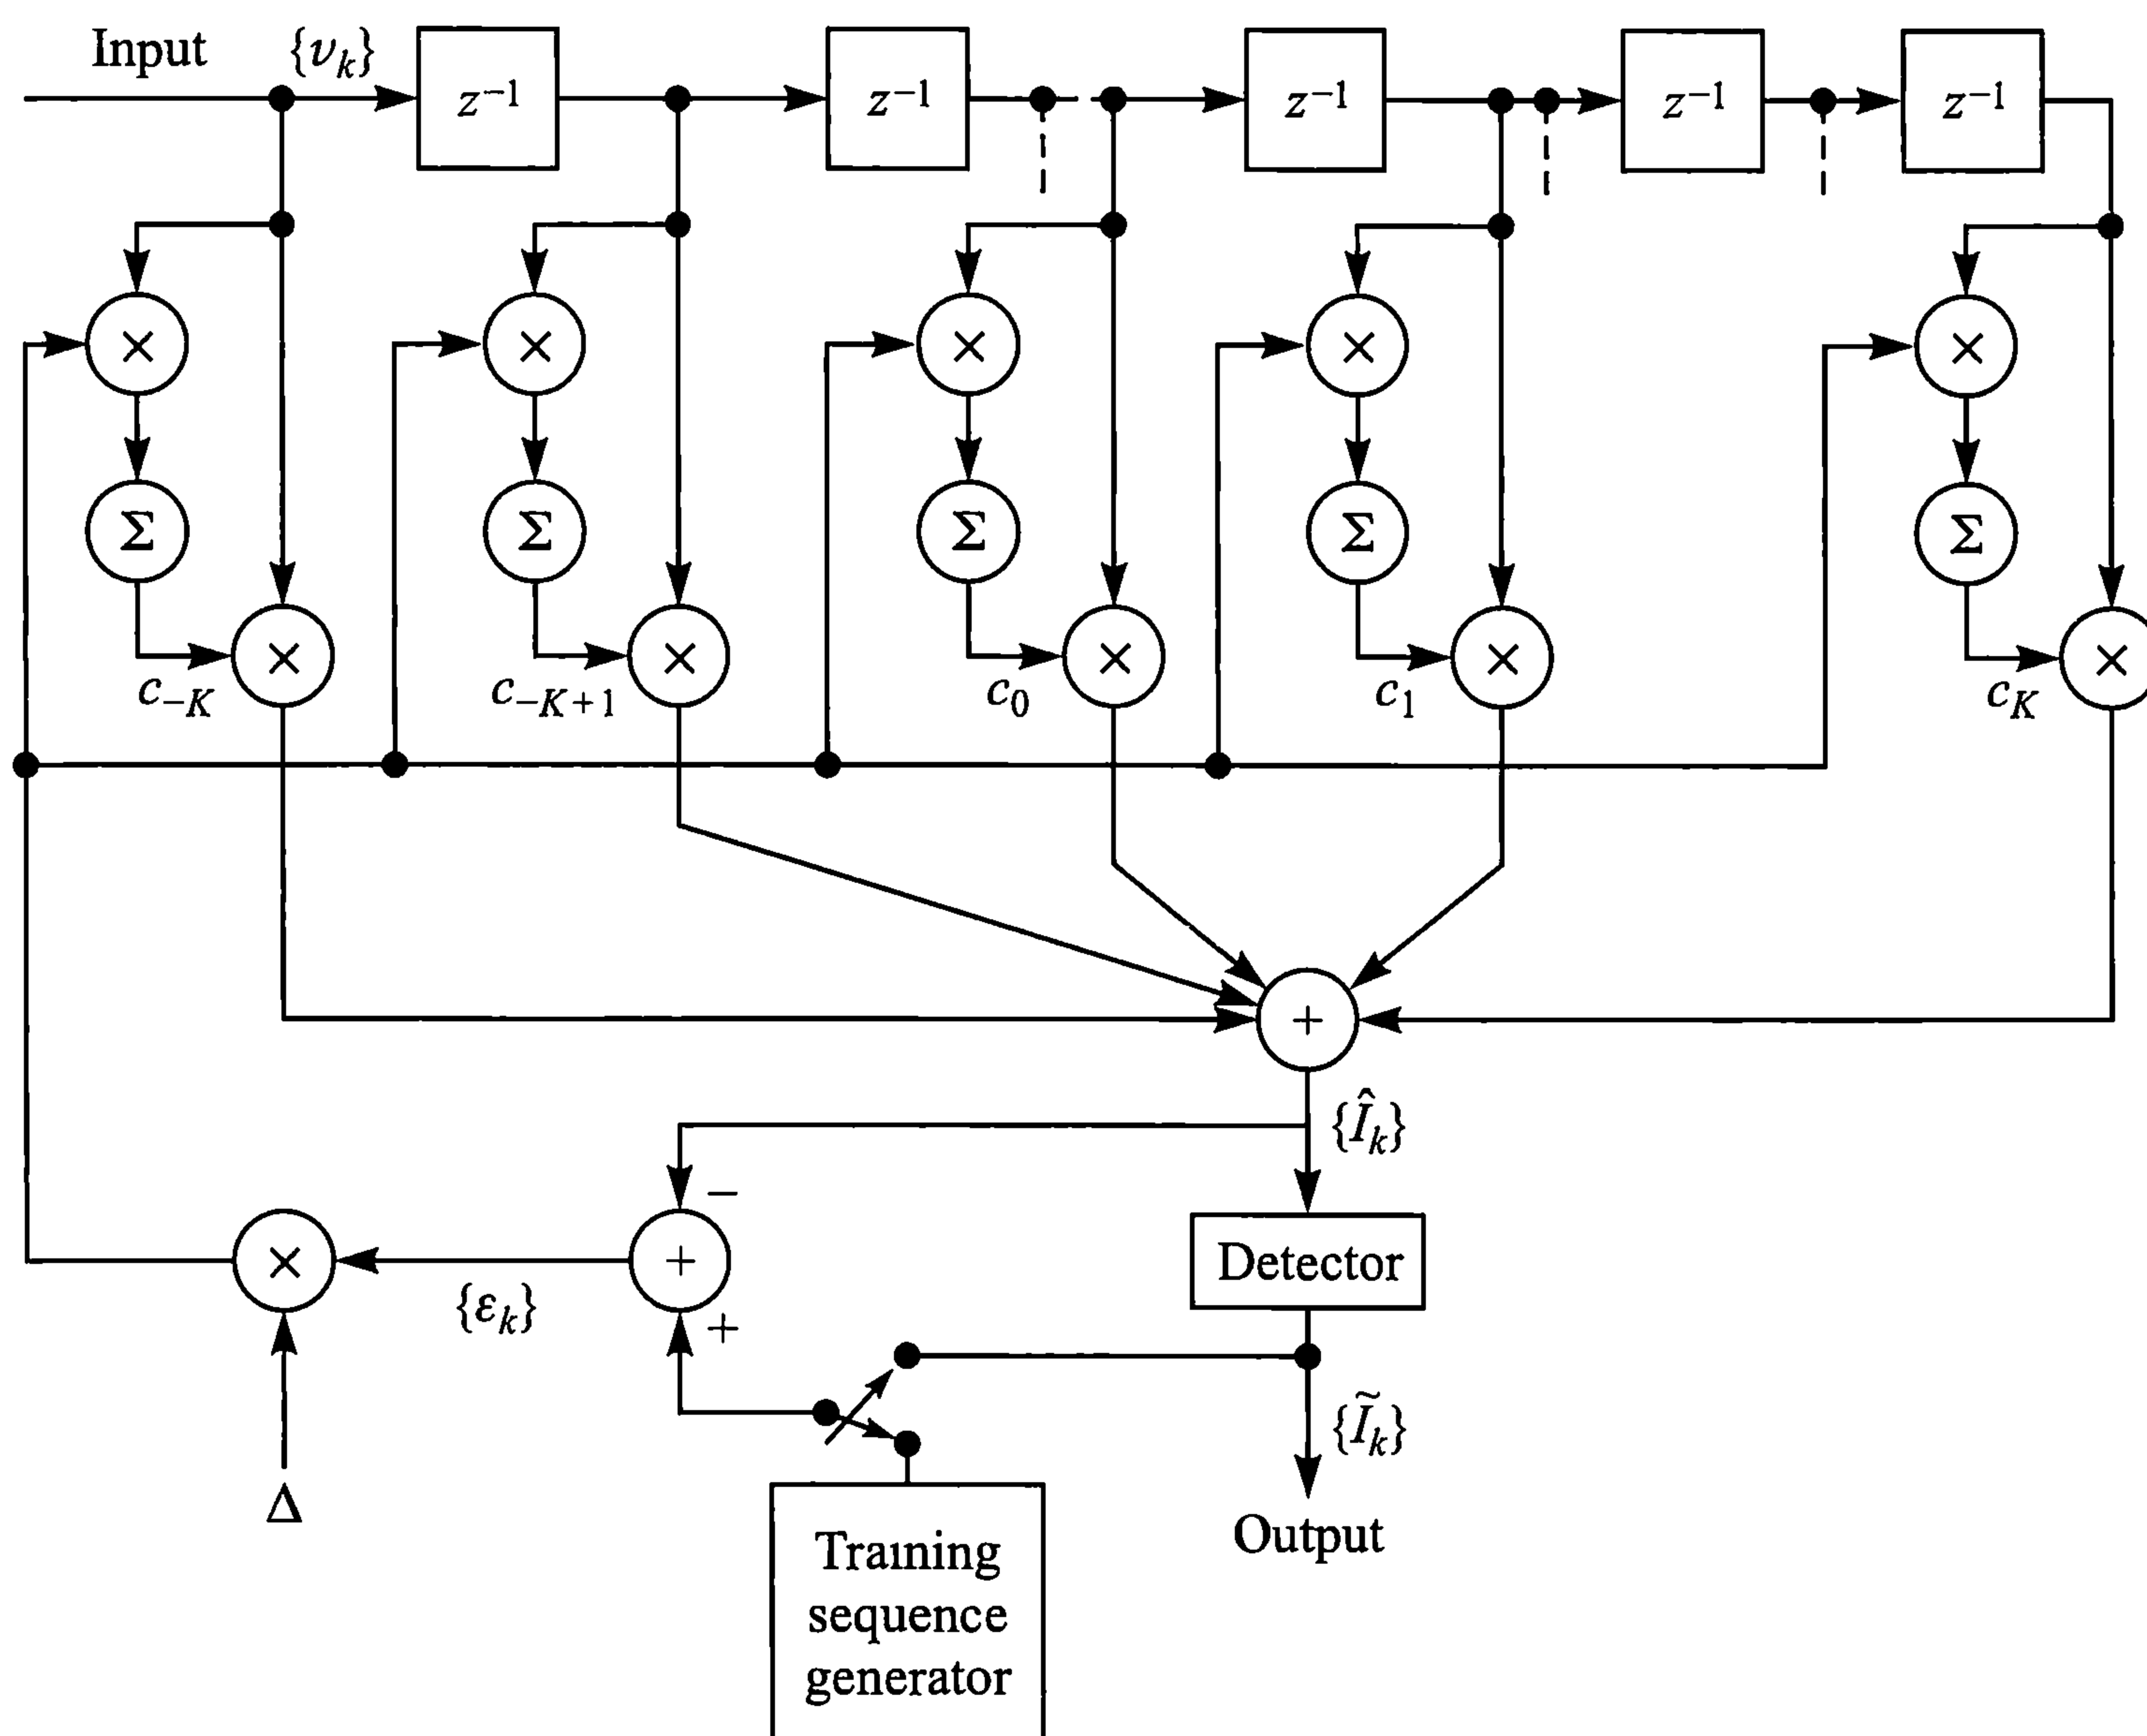 Input {v_k} z⁻¹ z⁻¹ z⁻¹ z⁻¹ z⁻¹
× × × × ×
Σ Σ Σ Σ Σ
× × × × ×
c_{-K} c_{-K+1} c_0 c_1 c_K
+
{Î_k}
−
× + Detector
{ε_k}
+
{Ĩ_k}
Δ
Output
Training
sequence
generator